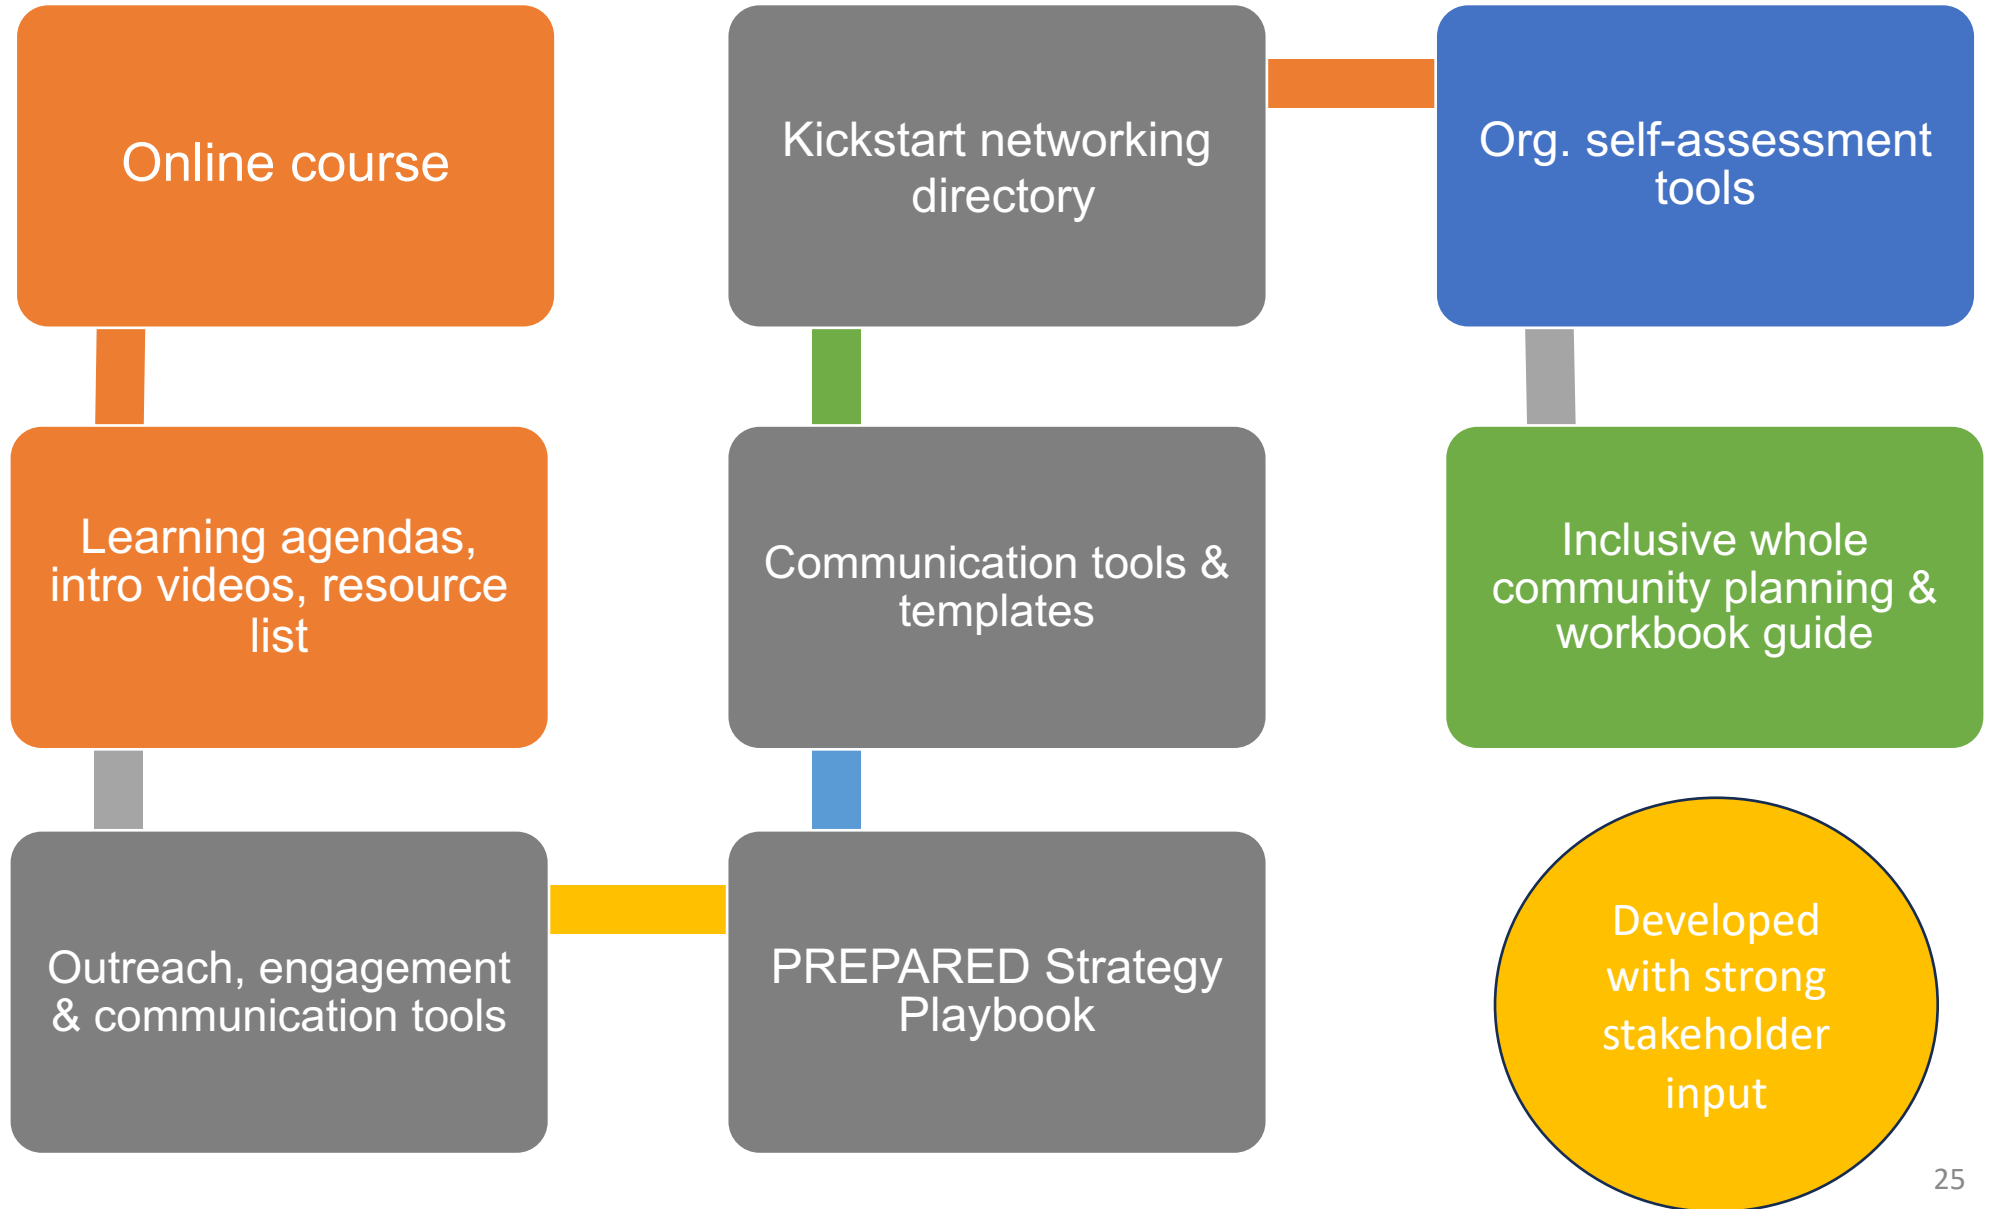 Online course
Learning agendas,
intro videos, resource
list
Outreach, engagement
& communication tools
PREPARED Strategy
Playbook
Communication tools &
templates
Kickstart networking
directory
Org. self-assessment
tools
Inclusive whole
community planning &
workbook guide
Developed
with strong
stakeholder
input
25